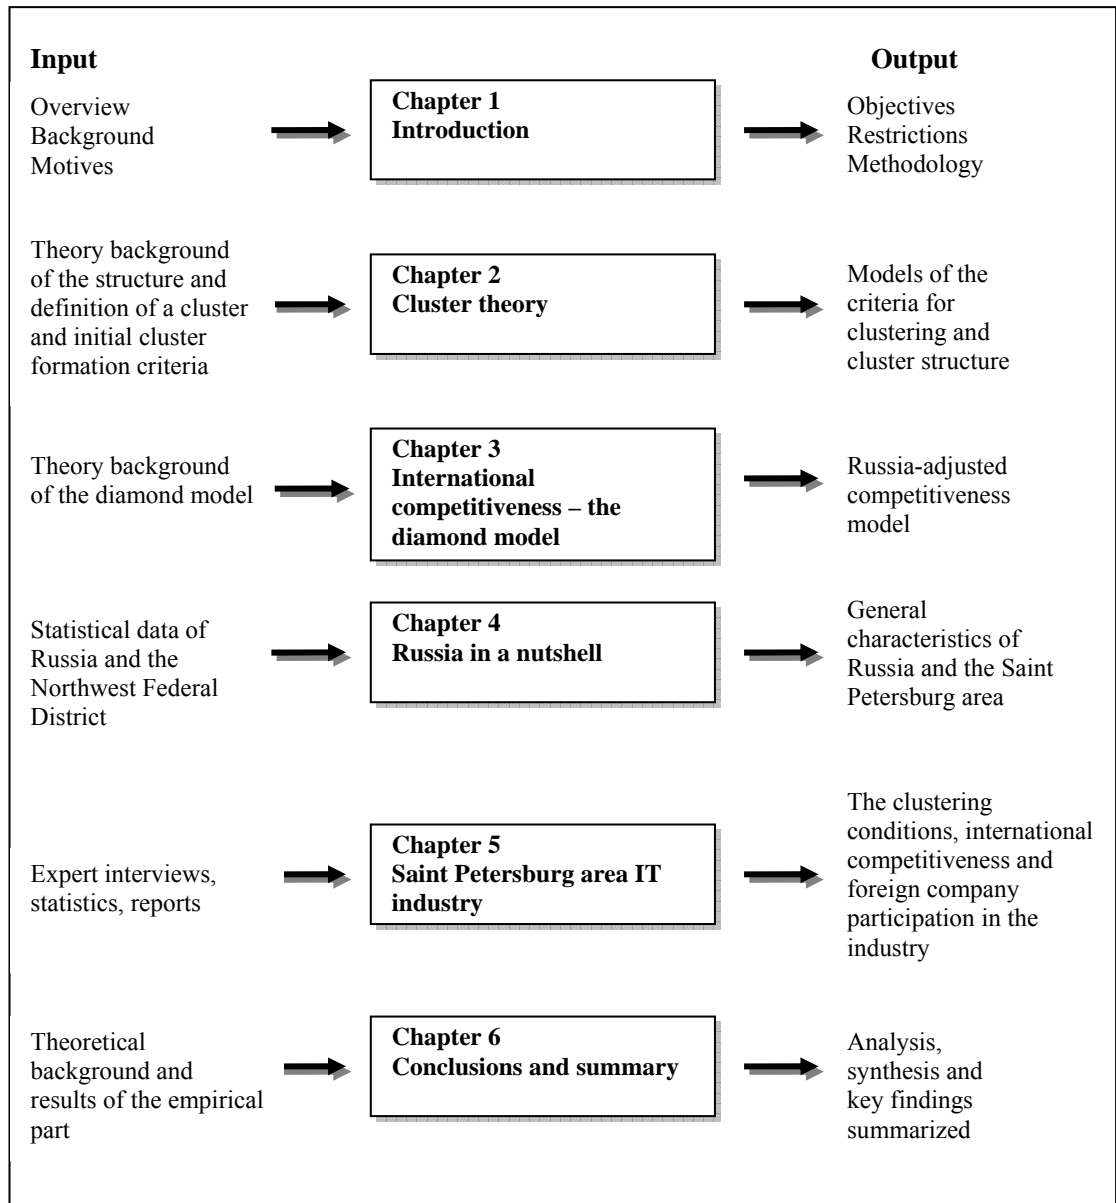 Input
Output
Overview
Background
Motives
Chapter 1
Introduction
Objectives
Restrictions
Methodology
Theory background
of the structure and
definition of a cluster
and initial cluster
formation criteria
Chapter 2
Cluster theory
Models of the
criteria for
clustering and
cluster structure
Theory background
of the diamond model
Chapter 3
International
competitiveness – the
diamond model
Russia-adjusted
competitiveness
model
Statistical data of
Russia and the
Northwest Federal
District
Chapter 4
Russia in a nutshell
General
characteristics of
Russia and the Saint
Petersburg area
Expert interviews,
statistics, reports
Chapter 5
Saint Petersburg area IT
industry
The clustering
conditions, international
competitiveness and
foreign company
participation in the
industry
Theoretical
background and
results of the empirical
part
Chapter 6
Conclusions and summary
Analysis,
synthesis and
key findings
summarized